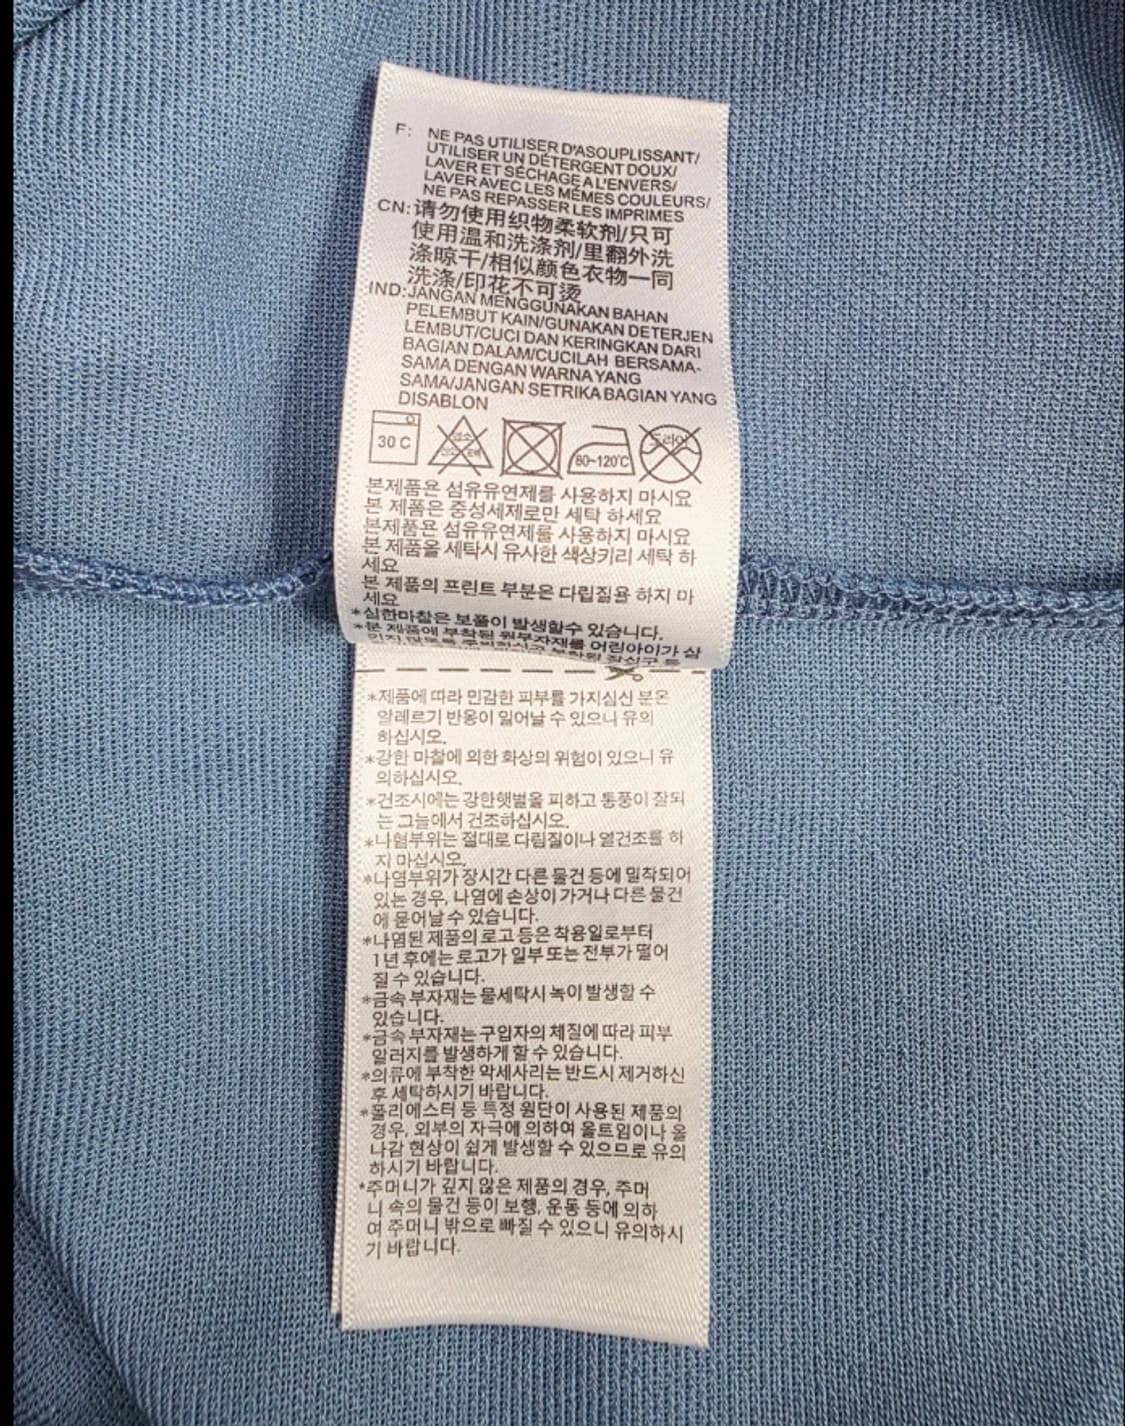 F: NE PAS UTILISER D'ASOUPLISSANT/
UTILISER UN DÉTERGENT DOUX/
LAVER ET SÉCHAGE A L'ENVERS/
LAVER AVEC LES MÊMES COULEURS/
NE PAS REPASSER LES IMPRIMES
CN: 请勿使用织物柔软剂/只可
使用温和洗涤剂/里翻外洗
涤晾干/相似颜色衣物一同
洗涤/印花不可烫
IND: JANGAN MENGGUNAKAN BAHAN
PELEMBUT KAIN/GUNAKAN DETERJEN
LEMBUT/CUCI DAN KERINGKAN DARI
BAGIAN DALAM/CUCILAH BERSAMA-
SAMA DENGAN WARNA YANG
SAMA/JANGAN SETRIKA BAGIAN YANG
DISABLON
30 C
80~120℃
드라이
본제품은 섬유유연제를 사용하지 마시요
본 제품은 중성세제로만 세탁 하세요
본제품은 섬유유연제를 사용하지 마시요
본 제품을 세탁시 유사한 색상키리 세탁 하
세요
본 제품의 프린트 부분은 다립질을 하지 마
세요
*심한마찰은 보풀이 발생할수 있습니다.
*본 제품에 부착된 원부자재를 어린아이가 삼
*제품에 따라 민감한 피부를 가지심신 분은
알레르기 반응이 일어날 수 있으니 유의
하십시오.
*강한 마찰에 의한 화상의 위험이 있으니 유
의하십시오.
*건조시에는 강한햇볕을 피하고 통풍이 잘되
는 그늘에서 건조하십시오.
*나혐부위는 절대로 다림질이나 열건조를 하
지 마십시오.
*나염부위가 장시간 다른 물건 등에 밀착되어
있는 경우, 나염에 손상이 가거나 다른 물건
에 묻어날 수 있습니다.
*나염된 제품의 로고 등은 착용일로부터
1년 후에는 로고가 일부 또는 전부가 떨어
질 수 있습니다.
*금속 부자재는 물세탁시 녹이 발생할 수
있습니다.
*금속 부자재는 구입자의 체질에 따라 피부
알러지를 발생하게 할 수 있습니다.
*의류에 부착한 악세사리는 반드시 제거하신
후 세탁하시기 바랍니다.
*폴리에스터 등 특정 원단이 사용된 제품의
경우, 외부의 자극에 의하여 올트임이나 올
나감 현상이 쉽게 발생할 수 있으므로 유의
하시기 바랍니다.
*주머니가 깊지 않은 제품의 경우, 주머
니 속의 물건 등이 보행, 운동 등에 의하
여 주머니 밖으로 빠질 수 있으니 유의하시
기 바랍니다.